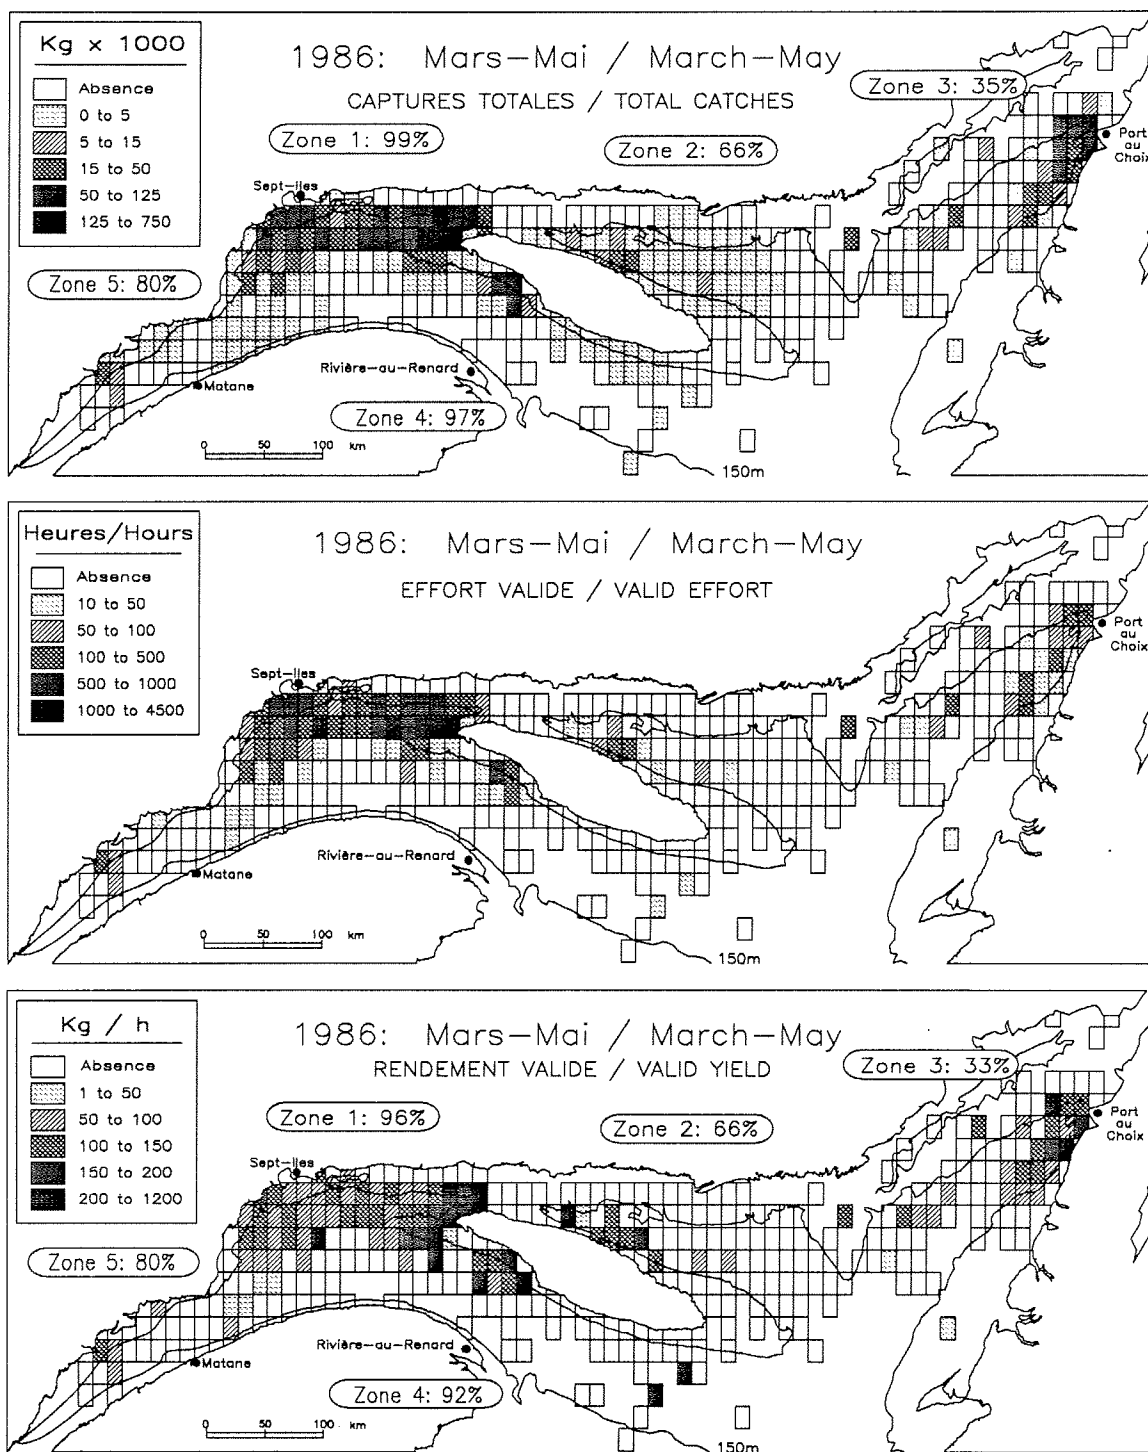 Kg x 1000
Absence
0 to 5
5 to 15
15 to 50
50 to 125
125 to 750
1986: Mars-Mai / March-May
CAPTURES TOTALES / TOTAL CATCHES
Zone 1: 99%
Zone 2: 66%
Zone 3: 35%
Zone 5: 80%
Zone 4: 97%
Sept-Iles
Port
au
Choix
Rivière-au-Renard
Matane
0 50 100 km
150m
Heures/Hours
Absence
10 to 50
50 to 100
100 to 500
500 to 1000
1000 to 4500
1986: Mars-Mai / March-May
EFFORT VALIDE / VALID EFFORT
Sept-Iles
Port
au
Choix
Rivière-au-Renard
Matane
0 50 100 km
150m
Kg / h
Absence
1 to 50
50 to 100
100 to 150
150 to 200
200 to 1200
1986: Mars-Mai / March-May
RENDEMENT VALIDE / VALID YIELD
Zone 1: 96%
Zone 2: 66%
Zone 3: 33%
Zone 5: 80%
Zone 4: 92%
Sept-Iles
Port
au
Choix
Rivière-au-Renard
Matane
0 50 100 km
150m